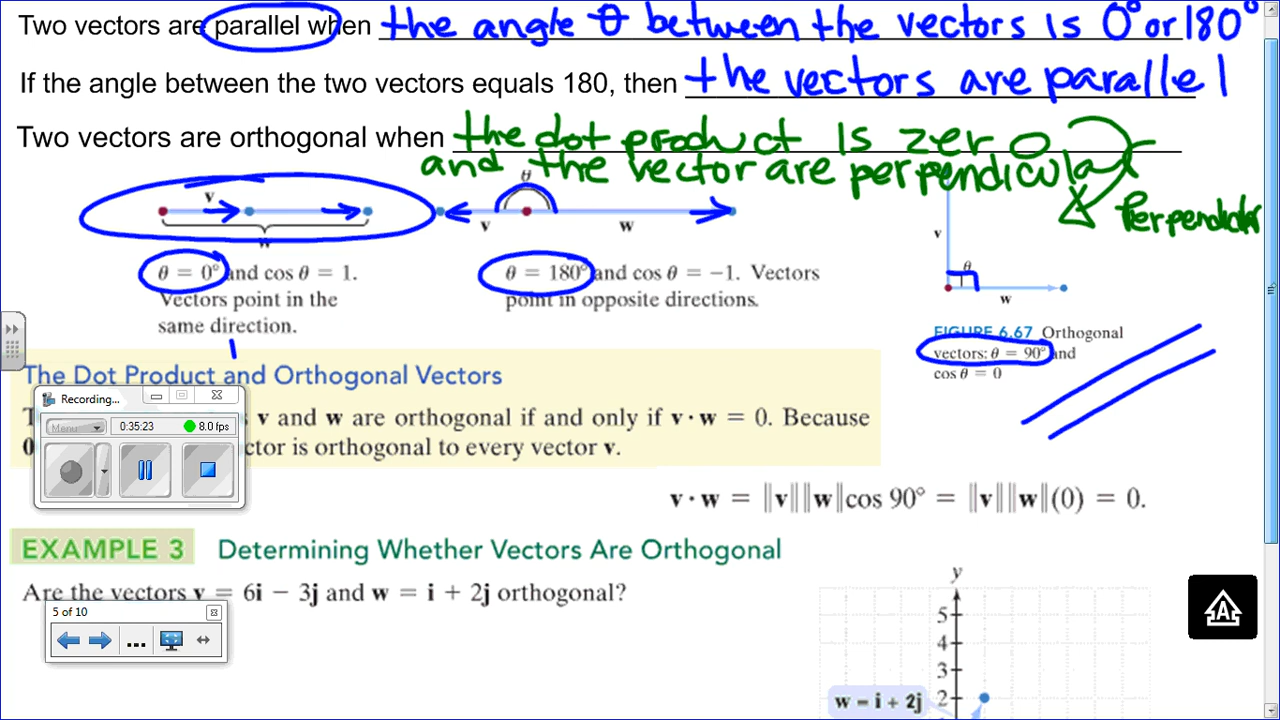 Two vectors are parallel when the angle θ between the vectors is 0° or 180°
If the angle between the two vectors equals 180, then the vectors are parallel
Two vectors are orthogonal when the dot product is zero
and the vector are perpendicular
Perpendicular
θ
v
w
v
w
v
θ
w
θ = 0° and cos θ = 1.
Vectors point in the
same direction.
θ = 180° and cos θ = −1. Vectors
point in opposite directions.
FIGURE 6.67 Orthogonal
vectors: θ = 90° and
cos θ = 0
The Dot Product and Orthogonal Vectors
v and w are orthogonal if and only if v · w = 0. Because
0 is orthogonal to every vector v.
Recording...
Menu 0:35:23 8.0 fps
v · w = ||v|| ||w|| cos 90° = ||v|| ||w||(0) = 0.
EXAMPLE 3 Determining Whether Vectors Are Orthogonal
Are the vectors v = 6i − 3j and w = i + 2j orthogonal?
5 of 10
...
A
y
5
4
3
2
w = i + 2j